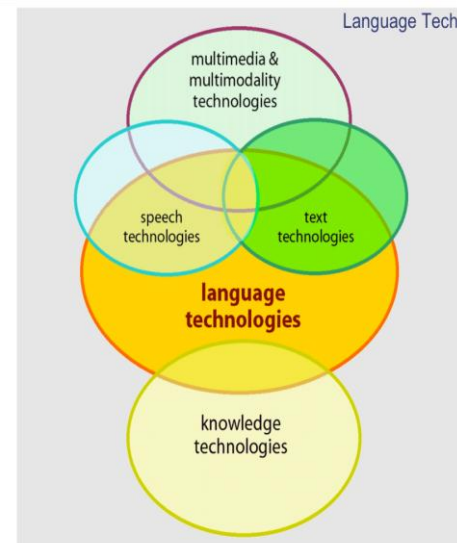 Language Tech
multimedia &
multimodality
technologies
speech
technologies
text
technologies
language
technologies
knowledge
technologies